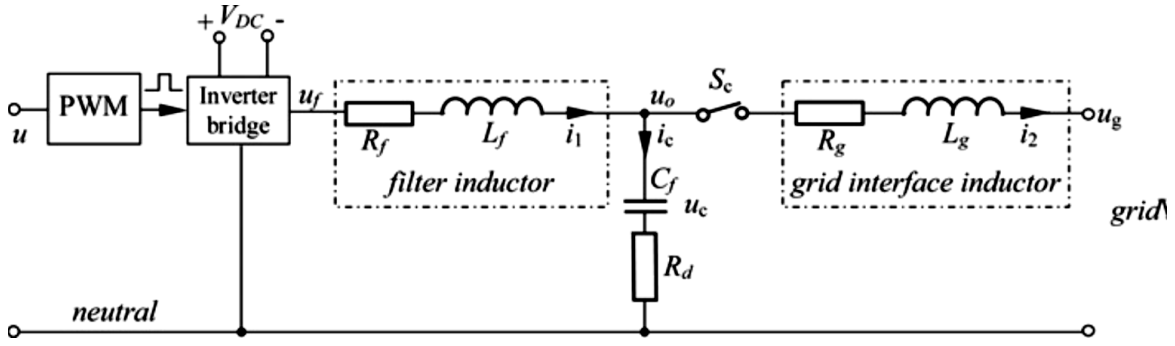 + V_DC -
PWM
Inverter
bridge
u
u_f
R_f
L_f
i_1
u_o
i_c
S_c
R_g
L_g
i_2
u_g
filter inductor
C_f
u_c
grid interface inductor
grid
R_d
neutral